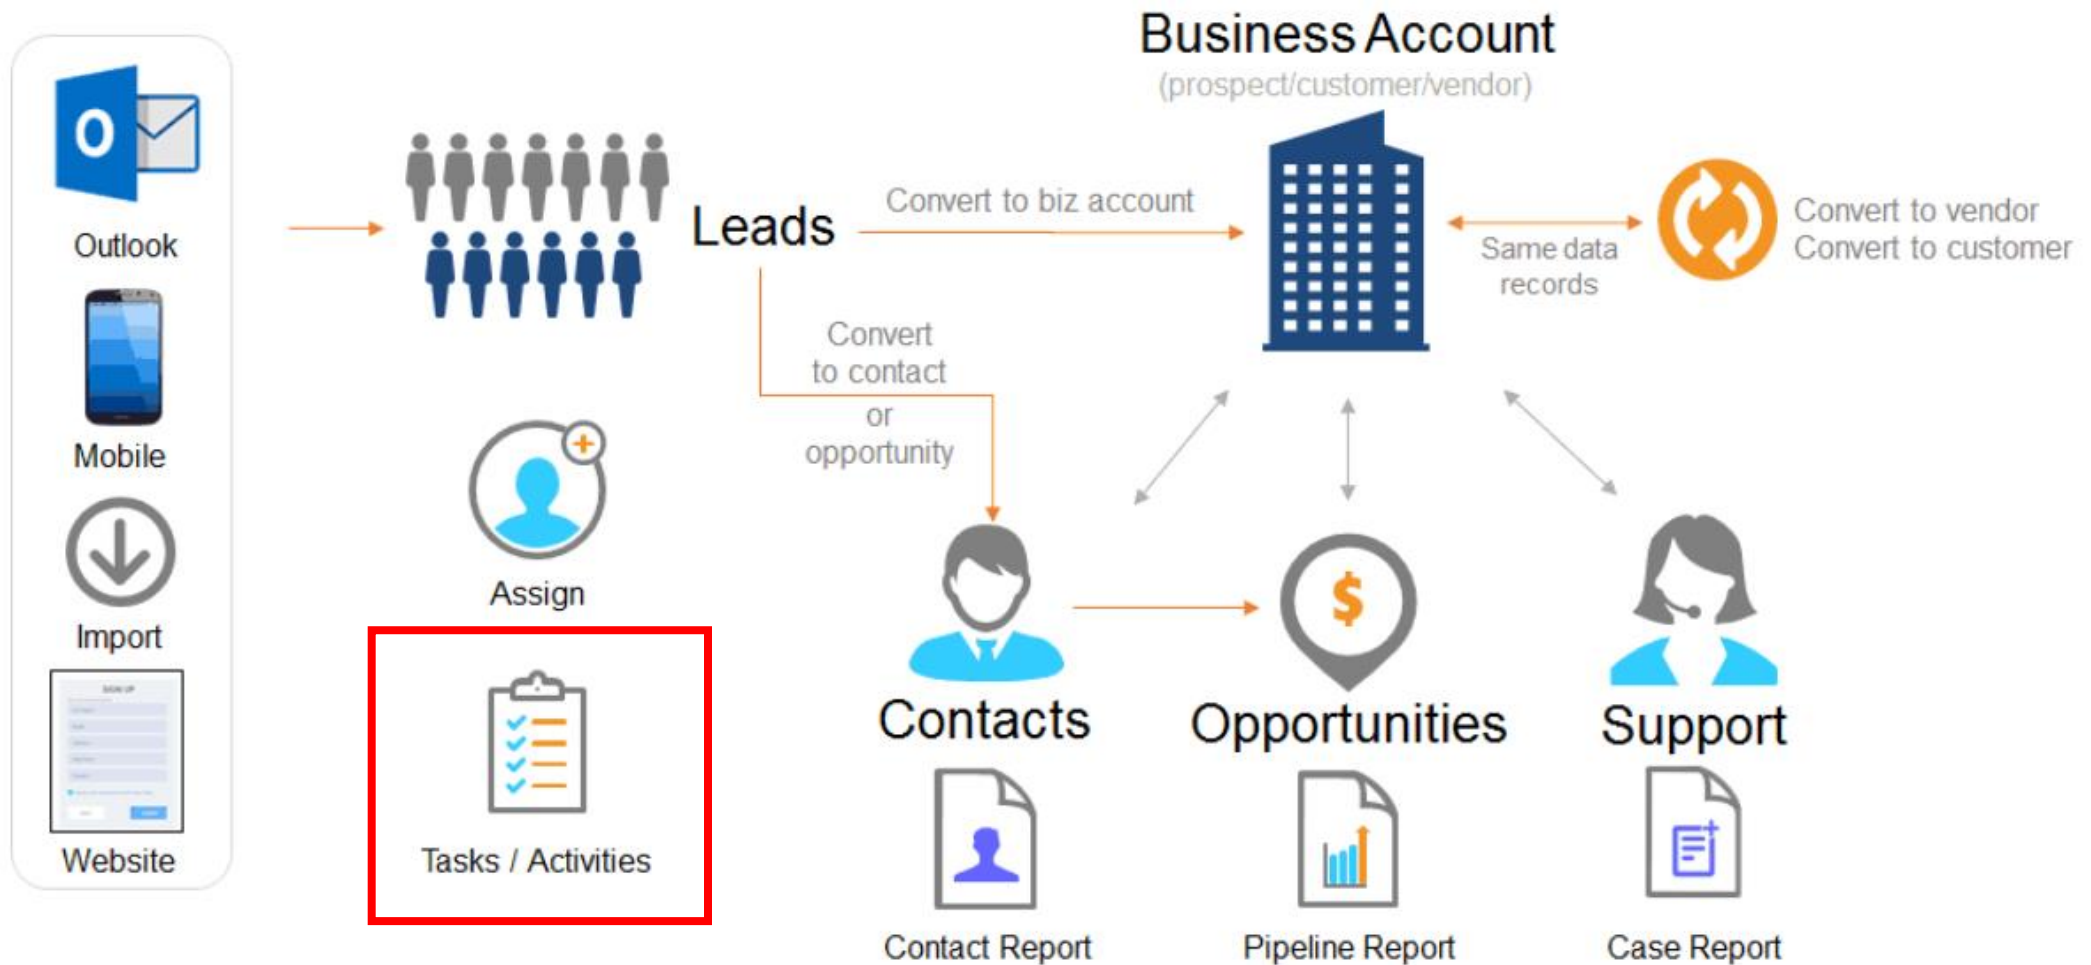 Outlook
Mobile
Import
SIGN UP
Website
Leads
Assign
Tasks / Activities
Convert to biz account
Convert
to contact
or
opportunity
Business Account
(prospect/customer/vendor)
Same data
records
Convert to vendor
Convert to customer
Contacts
Opportunities
$
Support
Contact Report
Pipeline Report
Case Report